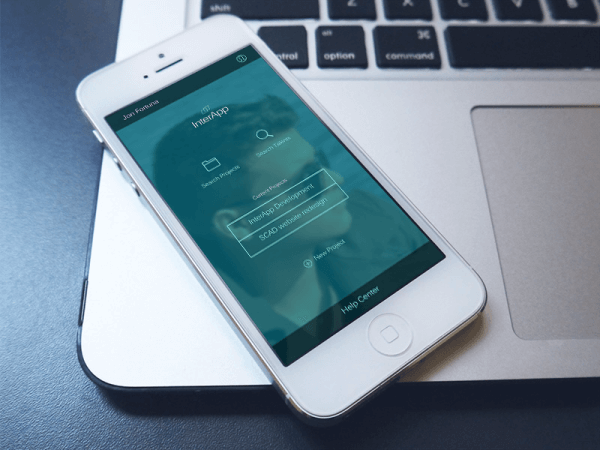 alt
control
option
command
Jon Fortuna
InterApp
Search Projects
Search Talents
Current Projects
InterApp Development
SCAD website redesign
New Project
Help Center